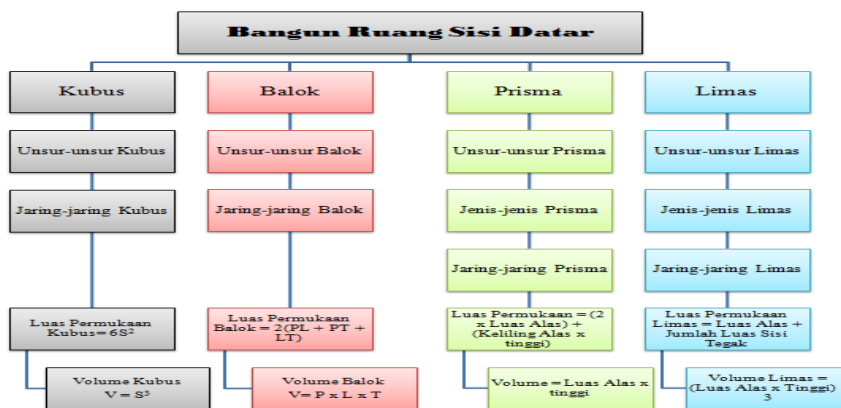 Bangun Ruang Sisi Datar
Kubus
Unsur-unsur Kubus
Jaring-jaring Kubus
Luas Permukaan
Kubus= 6S²
Volume Kubus
V = S³
Balok
Unsur-unsur Balok
Jaring-jaring Balok
Luas Permukaan
Balok = 2(PL + PT +
LT)
Volume Balok
V= P x L x T
Prisma
Unsur-unsur Prisma
Jenis-jenis Prisma
Jaring-jaring Prisma
Luas Permukaan = (2
x Luas Alas) +
(Keliling Alas x
tinggi)
Volume = Luas Alas x
tinggi
Limas
Unsur-unsur Limas
Jenis-jenis Limas
Jaring-jaring Limas
Luas Permukaan
Limas = Luas Alas +
Jumlah Luas Sisi
Tegak
Volume Limas =
(Luas Alas x Tinggi)
3